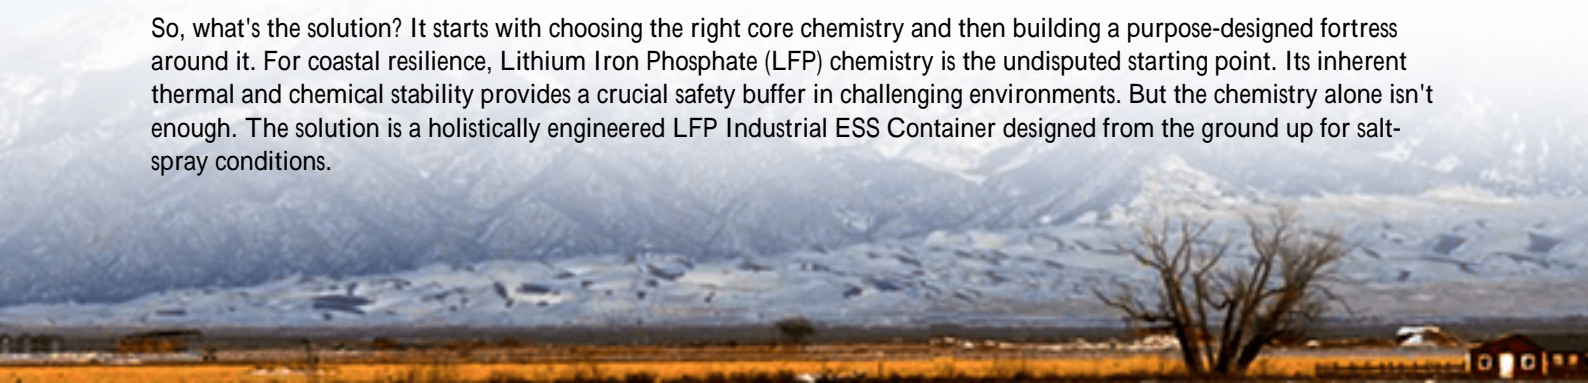 So, what's the solution? It starts with choosing the right core chemistry and then building a purpose-designed fortress
around it. For coastal resilience, Lithium Iron Phosphate (LFP) chemistry is the undisputed starting point. Its inherent
thermal and chemical stability provides a crucial safety buffer in challenging environments. But the chemistry alone isn't
enough. The solution is a holistically engineered LFP Industrial ESS Container designed from the ground up for salt-
spray conditions.